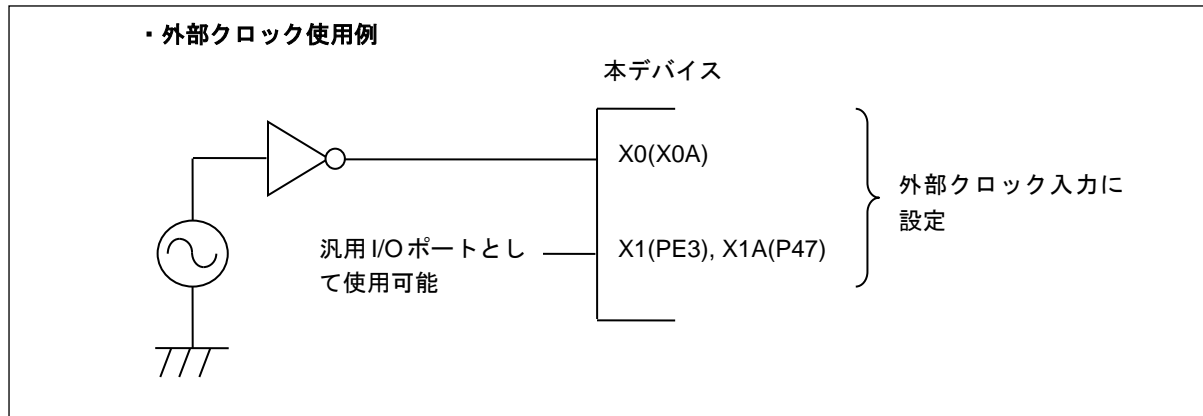 ・外部クロック使用例
本デバイス
X0(X0A)
外部クロック入力に
設定
汎用 I/O ポートとし
て使用可能
X1(PE3), X1A(P47)